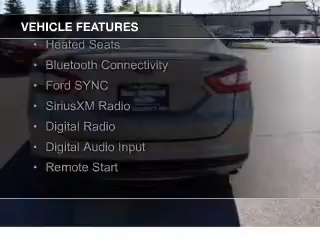 VEHICLE FEATURES
• Heated Seats
• Bluetooth Connectivity
• Ford SYNC
• SiriusXM Radio
• Digital Radio
• Digital Audio Input
• Remote Start